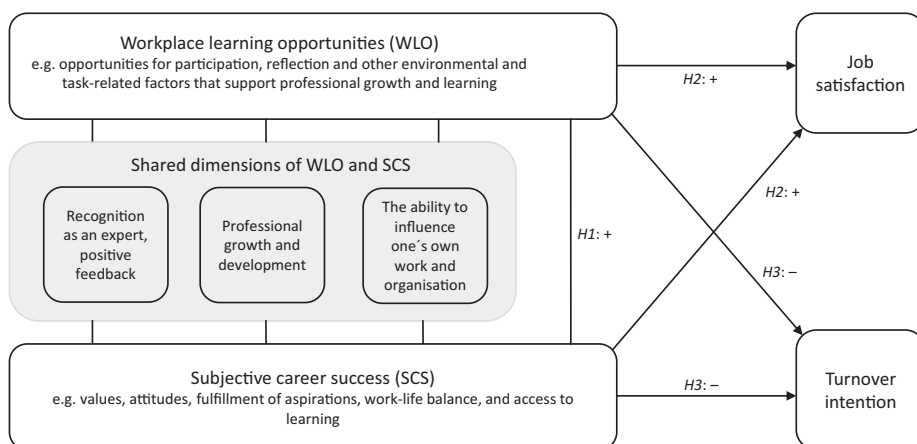 Workplace learning opportunities (WLO)
e.g. opportunities for participation, reflection and other environmental and
task-related factors that support professional growth and learning
Job
satisfaction
H2: +
Shared dimensions of WLO and SCS
Recognition
as an expert,
positive
feedback
Professional
growth and
development
The ability to
influence
one´s own
work and
organisation
H2: +
H1: +
H3: –
Subjective career success (SCS)
e.g. values, attitudes, fulfillment of aspirations, work-life balance, and access to
learning
H3: –
Turnover
intention